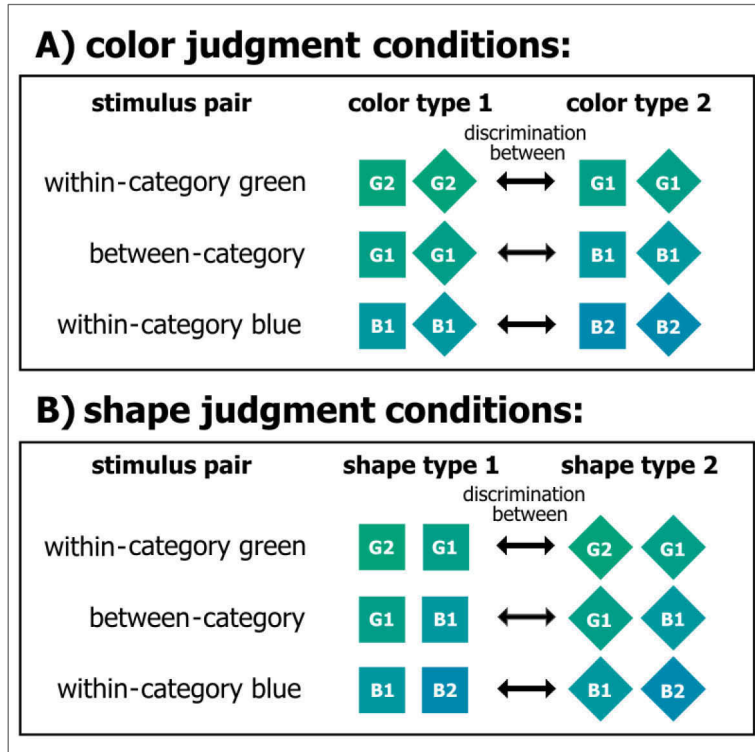 A) color judgment conditions:
stimulus pair color type 1 color type 2
discrimination
between
within-category green G2 G2 G1 G1
between-category G1 G1 B1 B1
within-category blue B1 B1 B2 B2
B) shape judgment conditions:
stimulus pair shape type 1 shape type 2
discrimination
between
within-category green G2 G1 G2 G1
between-category G1 B1 G1 B1
within-category blue B1 B2 B1 B2